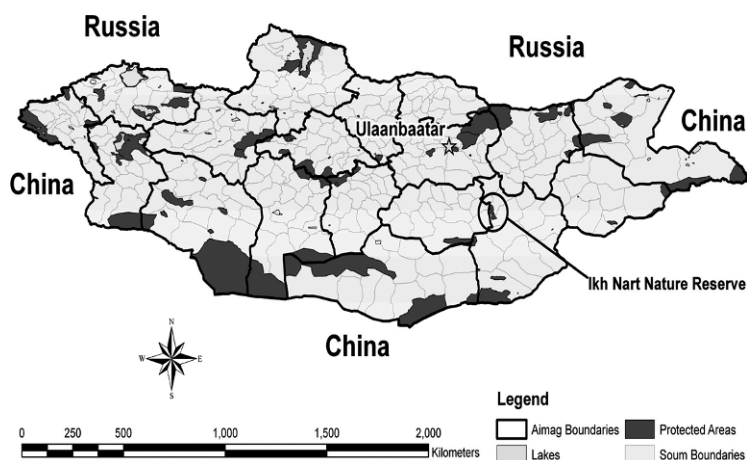 Russia
Russia
Ulaanbaatar
China
China
Ikh Nart Nature Reserve
China
N
W E
S
Legend
Aimag Boundaries
Protected Areas
Lakes
Soum Boundaries
0 250 500 1,000 1,500 2,000
Kilometers